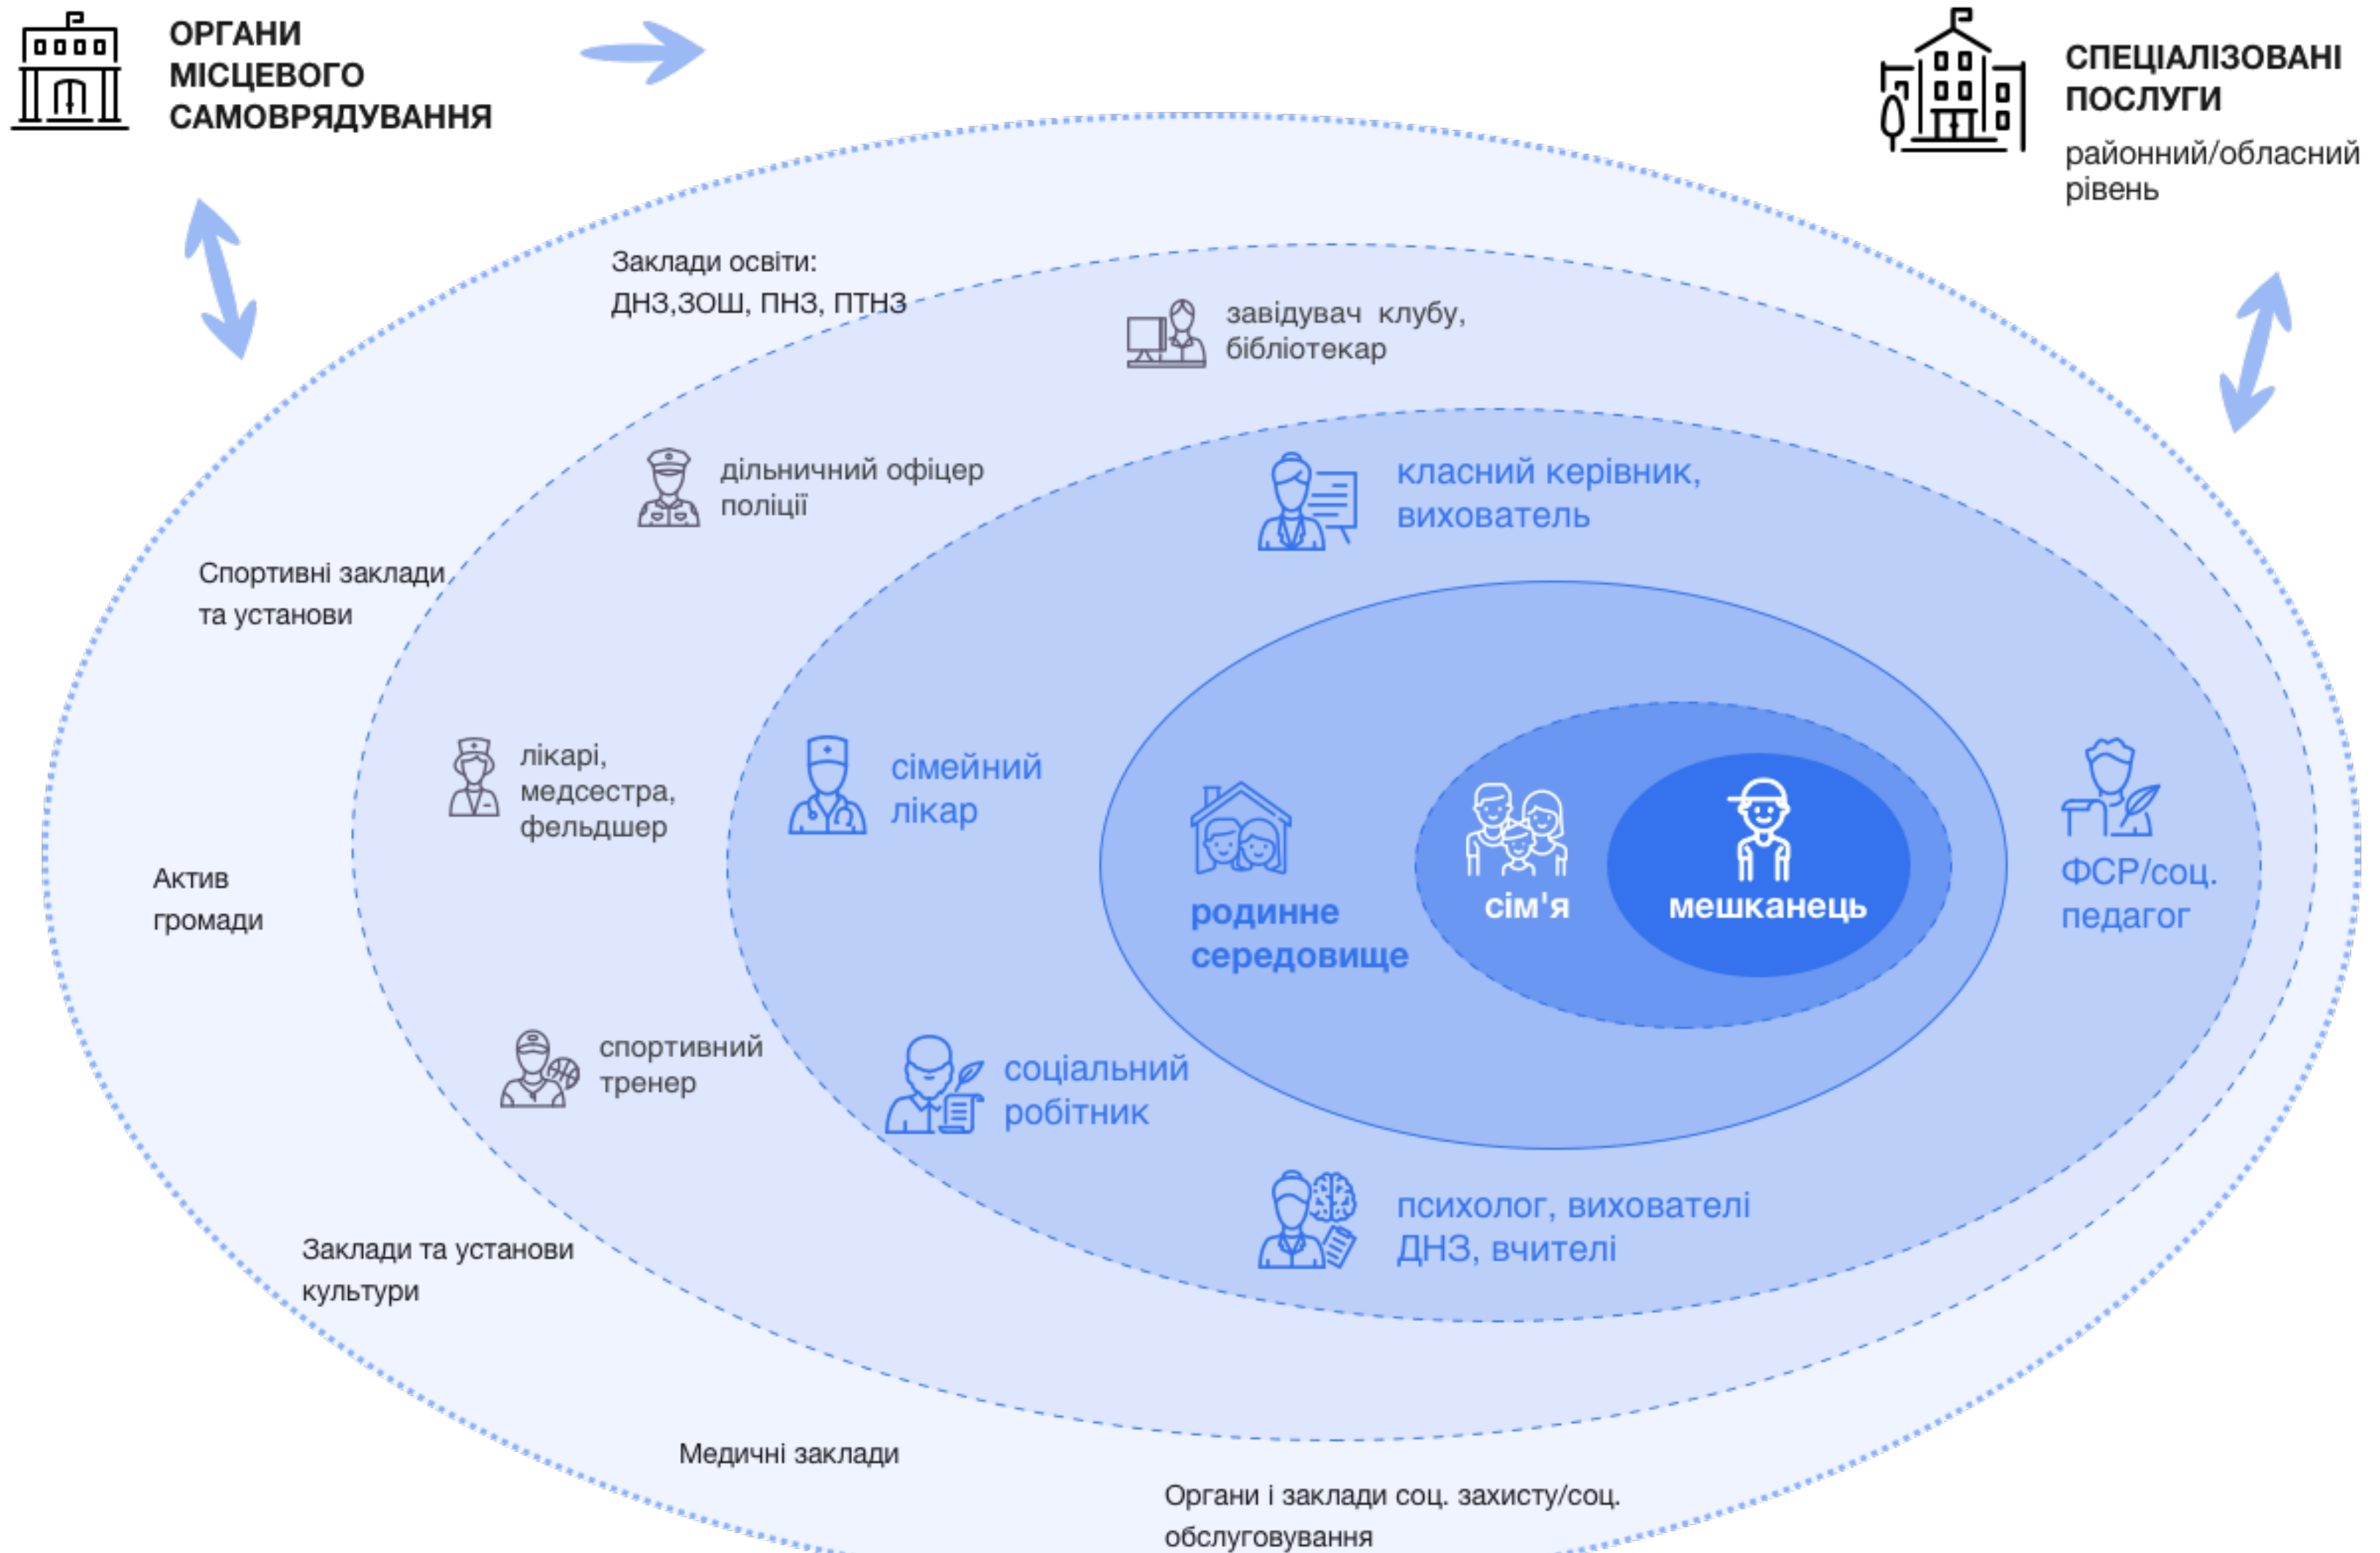 ОРГАНИ
МІСЦЕВОГО
САМОВРЯДУВАННЯ
СПЕЦІАЛІЗОВАНІ
ПОСЛУГИ
районний/обласний
рівень
Заклади освіти:
ДНЗ,ЗОШ, ПНЗ, ПТНЗ
завідувач клубу,
бібліотекар
дільничний офіцер
поліції
класний керівник,
вихователь
Спортивні заклади
та установи
лікарі,
медсестра,
фельдшер
сімейний
лікар
родинне
середовище
сім'я
мешканець
ФСР/соц.
педагог
Актив
громади
спортивний
тренер
соціальний
робітник
психолог, вихователі
ДНЗ, вчителі
Заклади та установи
культури
Медичні заклади
Органи і заклади соц. захисту/соц.
обслуговування